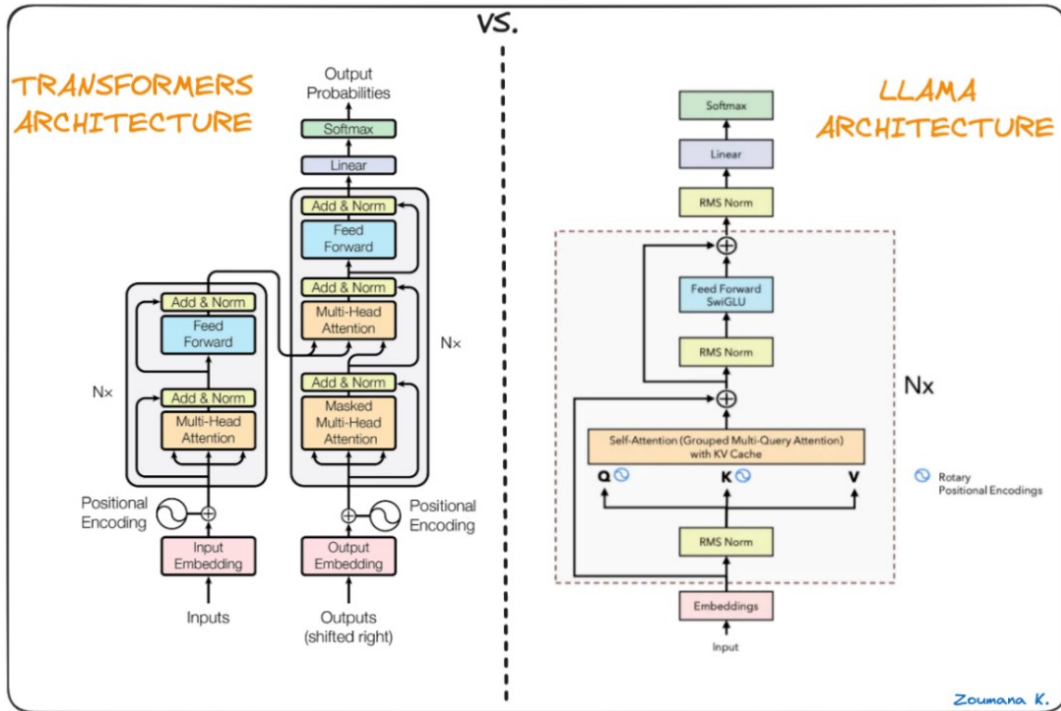 VS.
TRANSFORMERS
ARCHITECTURE
Output
Probabilities
Softmax
Linear
Add & Norm
Feed
Forward
Add & Norm
Multi-Head
Attention
Add & Norm
Masked
Multi-Head
Attention
Nx
Positional
Encoding
Output
Embedding
Outputs
(shifted right)
Add & Norm
Feed
Forward
Add & Norm
Multi-Head
Attention
Nx
Positional
Encoding
Input
Embedding
Inputs
LLAMA
ARCHITECTURE
Softmax
Linear
RMS Norm
Feed Forward
SwiGLU
RMS Norm
Nx
Self-Attention (Grouped Multi-Query Attention)
with KV Cache
Q K V
Rotary
Positional Encodings
RMS Norm
Embeddings
Input
Zoumana K.